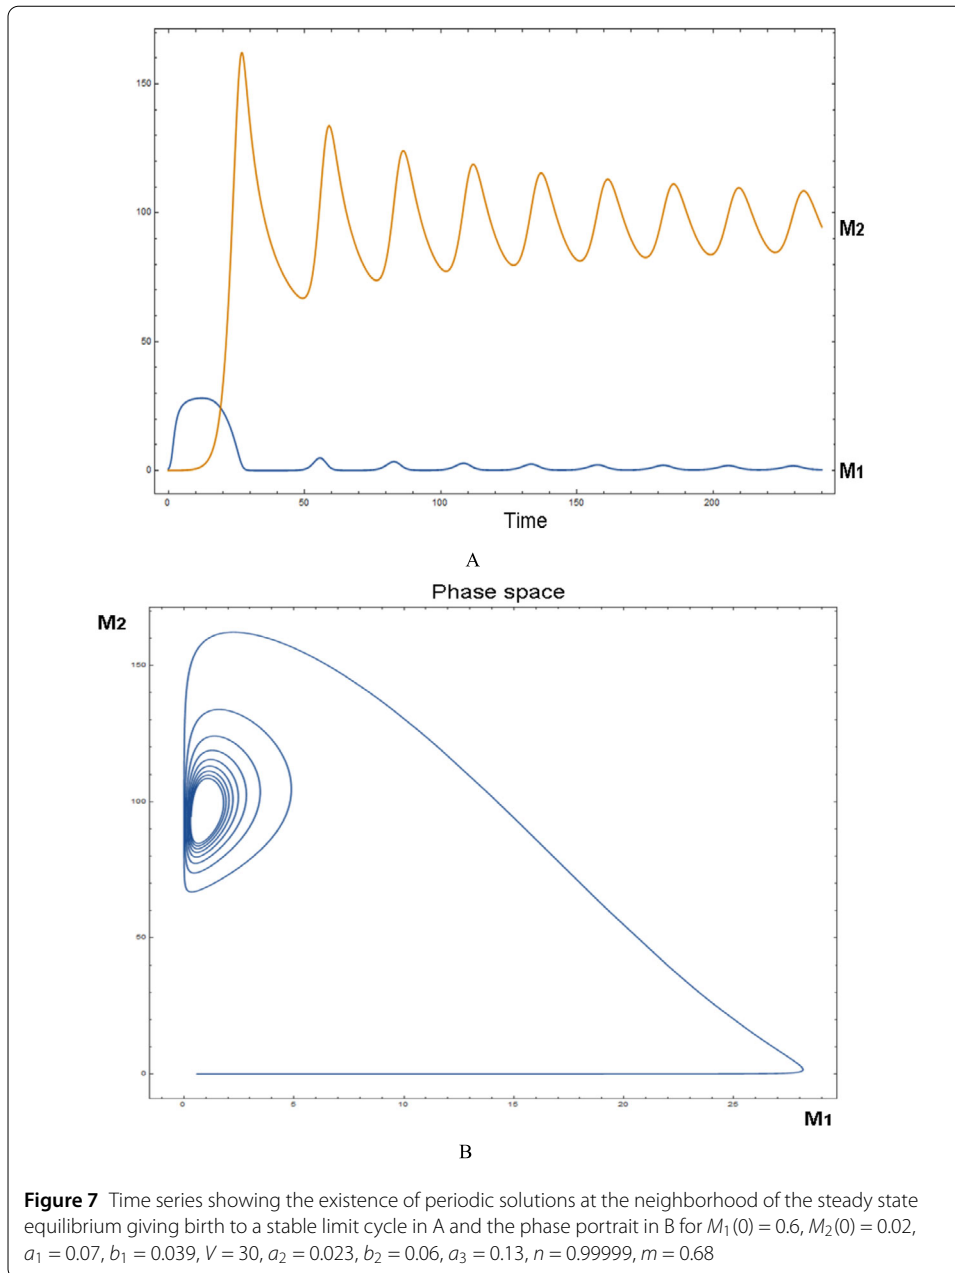 150
100
50
0
M2
M1
0
50
100
150
200
Time
A
Phase space
M2
150
100
50
0
0
5
10
15
20
25
M1
B
Figure 7 Time series showing the existence of periodic solutions at the neighborhood of the steady state
equilibrium giving birth to a stable limit cycle in A and the phase portrait in B for M₁(0) = 0.6, M₂(0) = 0.02,
a₁ = 0.07, b₁ = 0.039, V = 30, a₂ = 0.023, b₂ = 0.06, a₃ = 0.13, n = 0.99999, m = 0.68